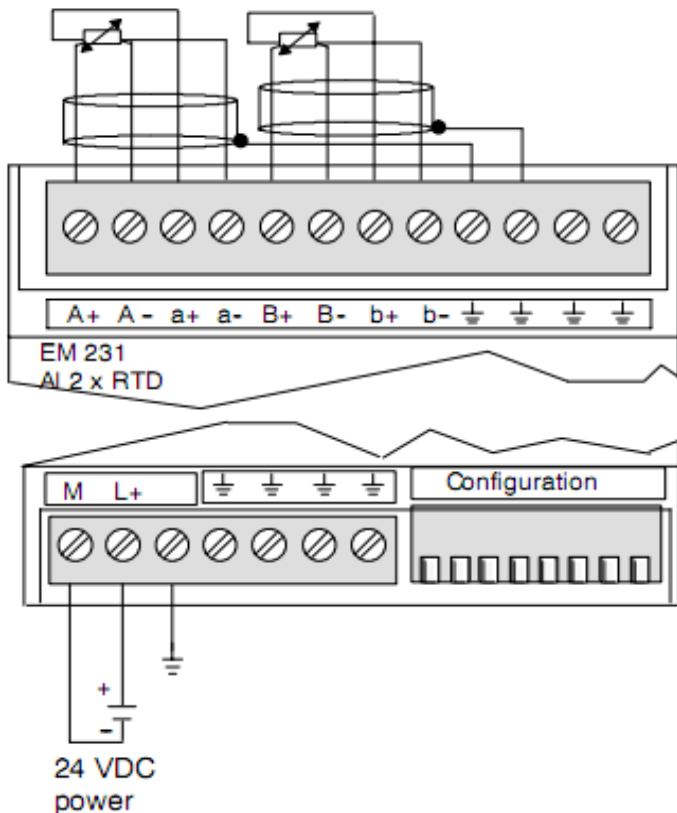 A+ A- a+ a- B+ B- b+ b-
EM 231
AI 2 x RTD
M L+
Configuration
+
-
24 VDC
power